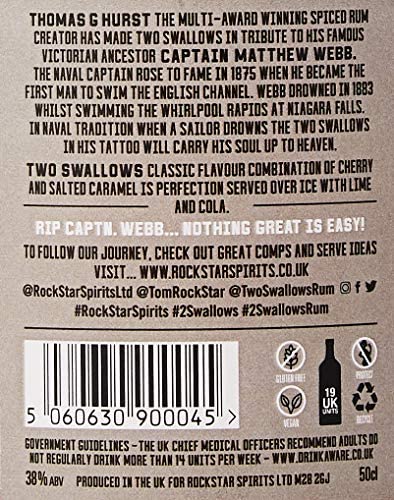 THOMAS G HURST THE MULTI-AWARD WINNING SPICED RUM
CREATOR HAS MADE TWO SWALLOWS IN TRIBUTE TO HIS FAMOUS
VICTORIAN ANCESTOR CAPTAIN MATTHEW WEBB.
THE NAVAL CAPTAIN ROSE TO FAME IN 1875 WHEN HE BECAME THE
FIRST MAN TO SWIM THE ENGLISH CHANNEL. WEBB DROWNED IN 1883
WHILST SWIMMING THE WHIRLPOOL RAPIDS AT NIAGARA FALLS.
IN NAVAL TRADITION WHEN A SAILOR DROWNS THE TWO SWALLOWS
IN HIS TATTOO WILL CARRY HIS SOUL UP TO HEAVEN.
TWO SWALLOWS CLASSIC FLAVOUR COMBINATION OF CHERRY
AND SALTED CARAMEL IS PERFECTION SERVED OVER ICE WITH LIME
AND COLA.
RIP CAPTN. WEBB... NOTHING GREAT IS EASY!
TO FOLLOW OUR JOURNEY, CHECK OUT GREAT COMPS AND SERVE IDEAS
VISIT... WWW.ROCKSTARSPIRITS.CO.UK
@RockStarSpiritsLtd @TomRockStar @TwoSwallowsRum
#RockStarSpirits #2Swallows #2SwallowsRum
GLUTEN FREE
PROTECT
VEGAN
19
UK
UNITS
RECYCLE
5 060630 900045 >
GOVERNMENT GUIDELINES - THE UK CHIEF MEDICAL OFFICERS RECOMMEND ADULTS DO
NOT REGULARLY DRINK MORE THAN 14 UNITS PER WEEK - WWW.DRINKAWARE.CO.UK
38% ABV PRODUCED IN THE UK FOR ROCKSTAR SPIRITS LTD M28 2GJ 50cl